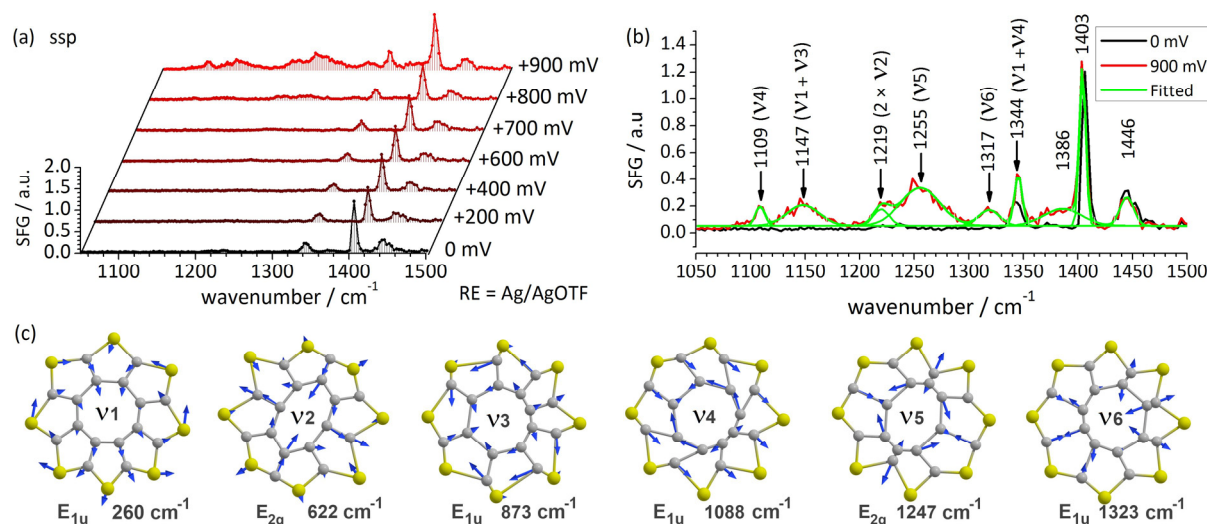 (a) ssp
+900 mV
+800 mV
+700 mV
+600 mV
+400 mV
+200 mV
0 mV
2.0
1.5
1.0
0.5
0.0
SFG / a.u.
1100 1200 1300 1400 1500
wavenumber / cm⁻¹
RE = Ag/AgOTF
(b)
1.4
1.2
1.0
0.8
0.6
0.4
0.2
0.0
SFG / a.u
1109 (ν4)
1147 (ν1 + ν3)
1219 (2 × ν2)
1255 (ν5)
1317 (ν6)
1344 (ν1 + ν4)
1386
1403
1446
0 mV
900 mV
Fitted
1050 1100 1150 1200 1250 1300 1350 1400 1450 1500
wavenumber / cm⁻¹
(c)
ν1
E1u 260 cm⁻¹
ν2
E2g 622 cm⁻¹
ν3
E1u 873 cm⁻¹
ν4
E1u 1088 cm⁻¹
ν5
E2g 1247 cm⁻¹
ν6
E1u 1323 cm⁻¹